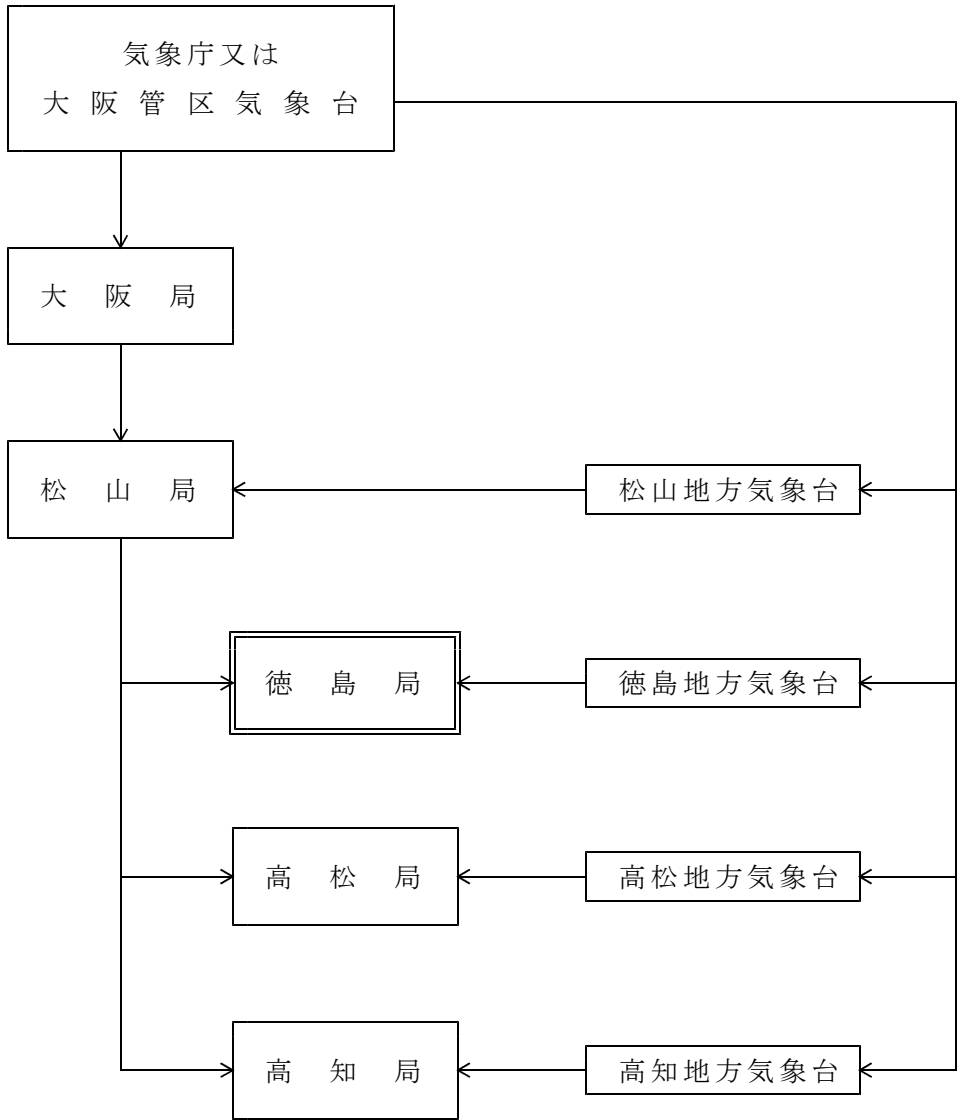 気象庁又は
大阪管区気象台
大阪局
松山局
松山地方気象台
徳島局
徳島地方気象台
高松局
高松地方気象台
高知局
高知地方気象台